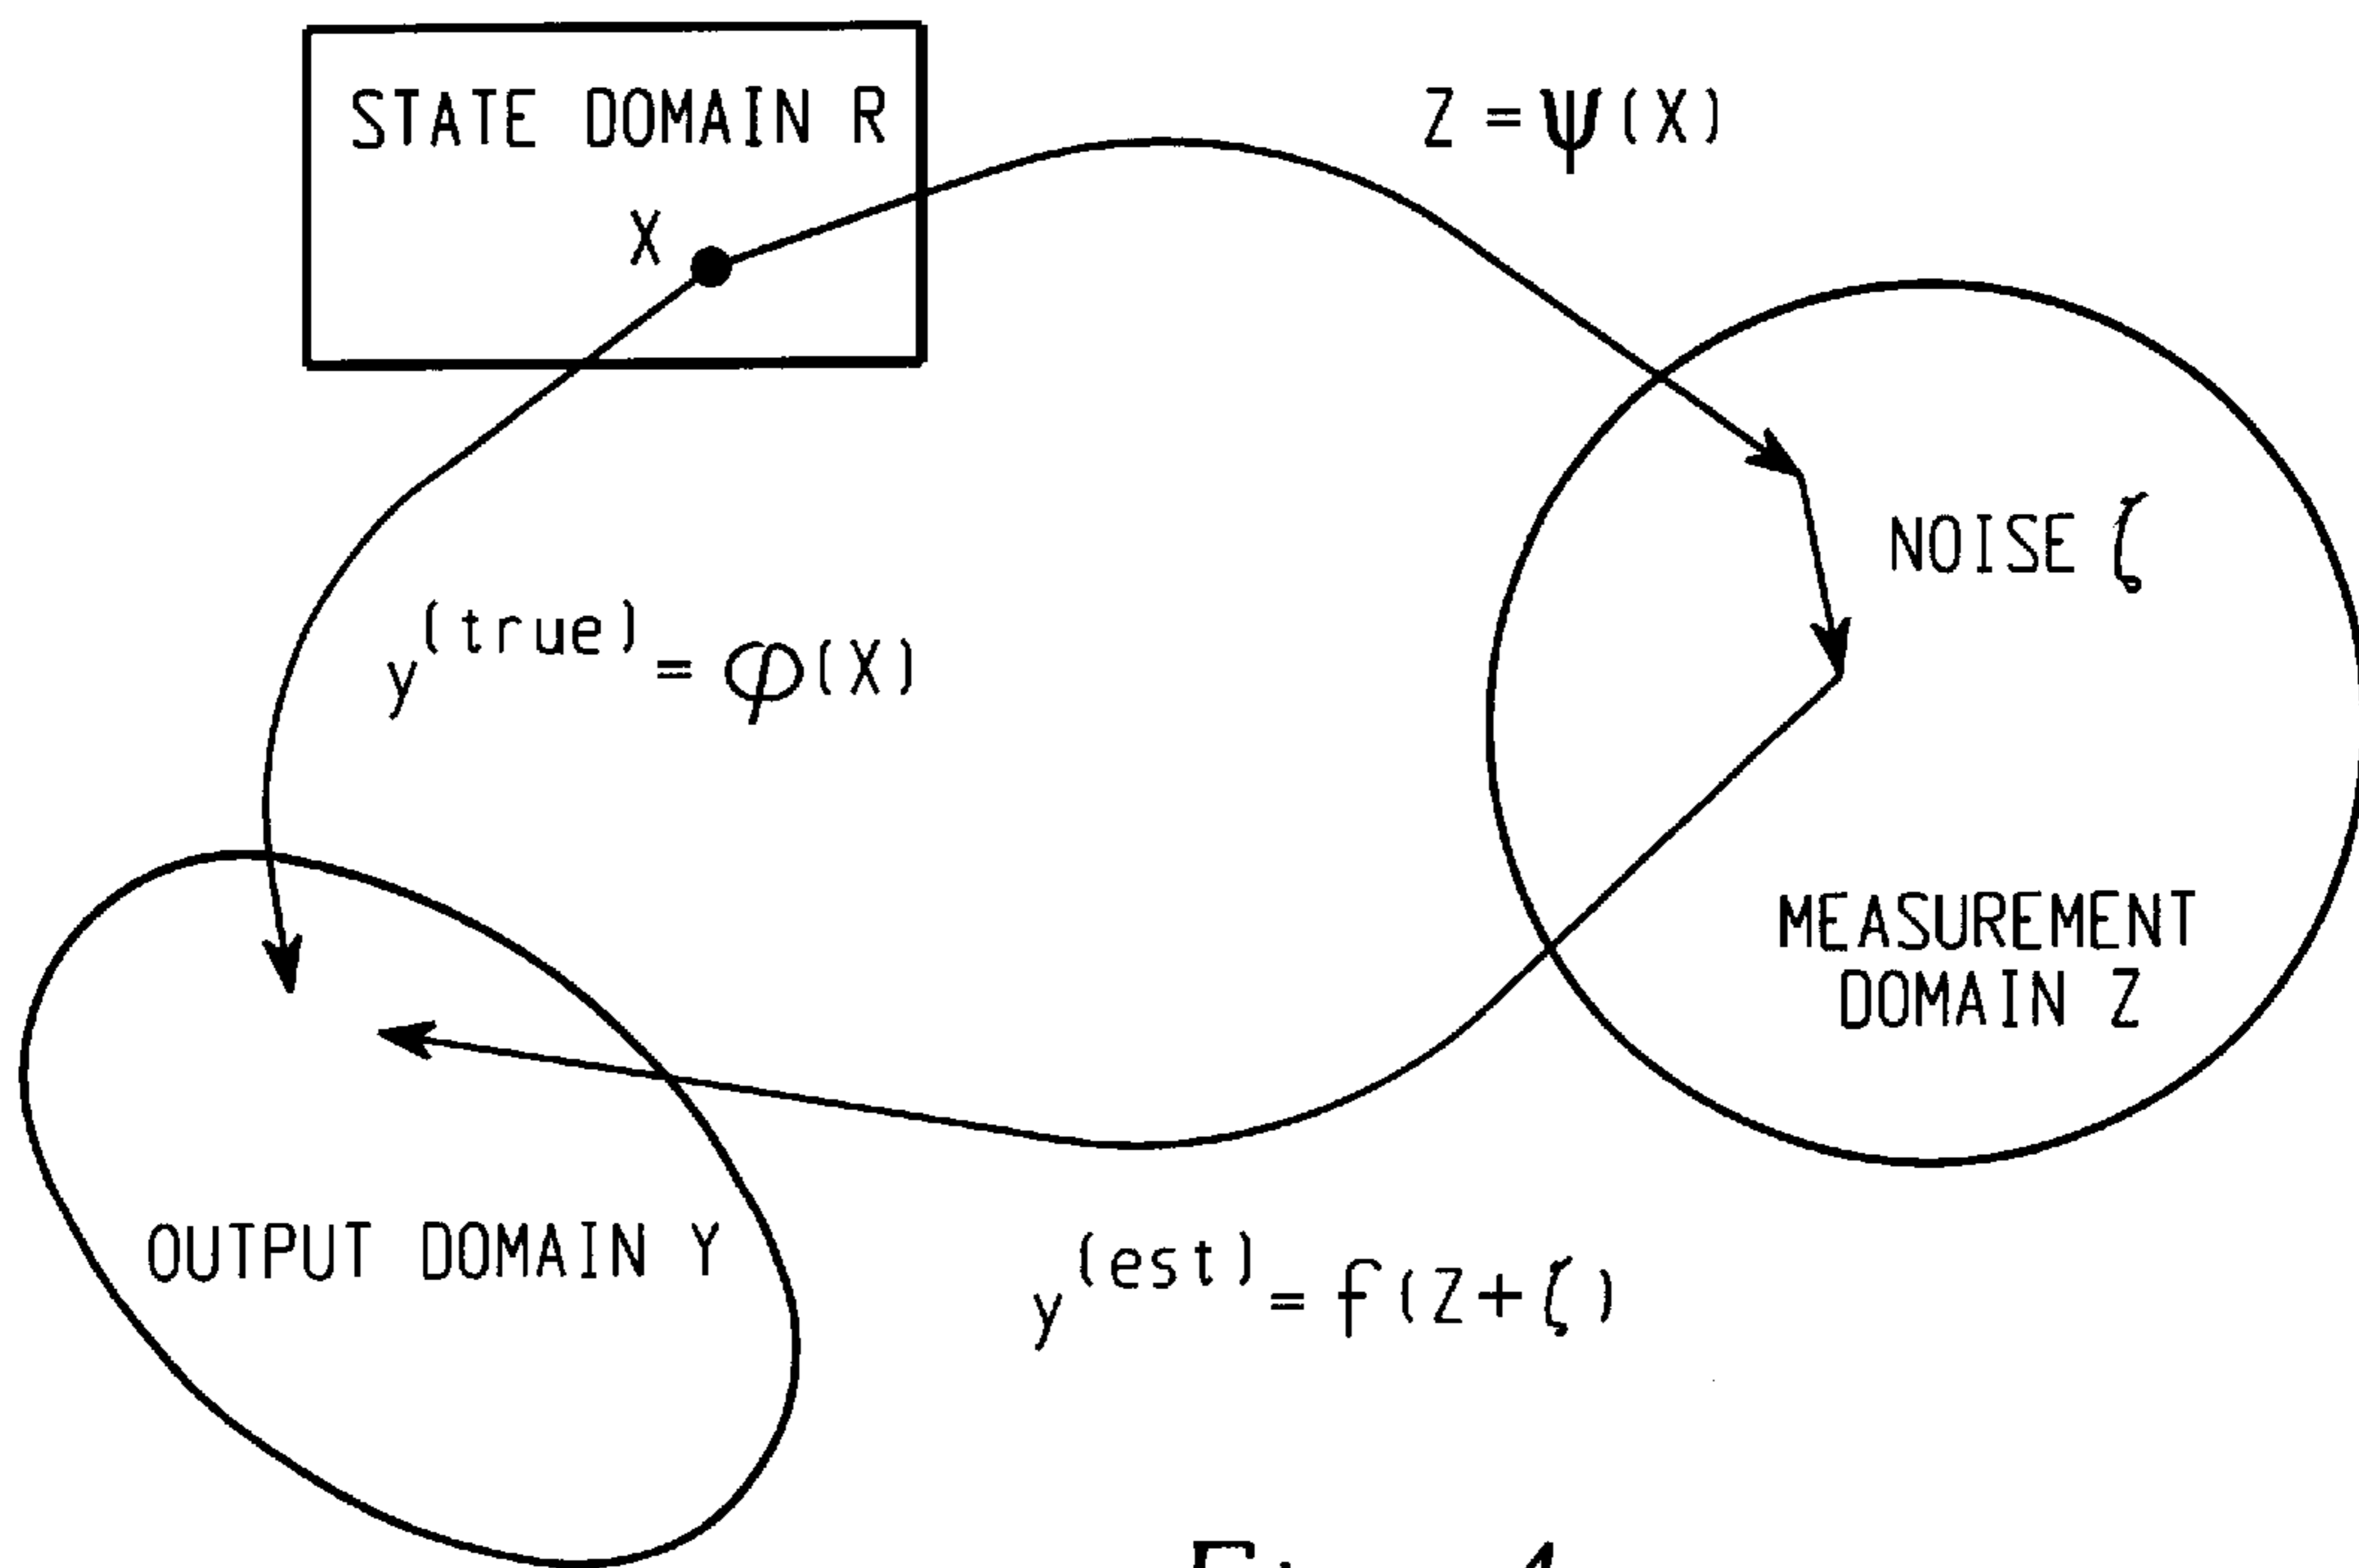 STATE DOMAIN R
X
Z = ψ(X)
NOISE ζ
y(true) = φ(X)
MEASUREMENT
DOMAIN Z
OUTPUT DOMAIN Y
y(est) = f(Z+ζ)